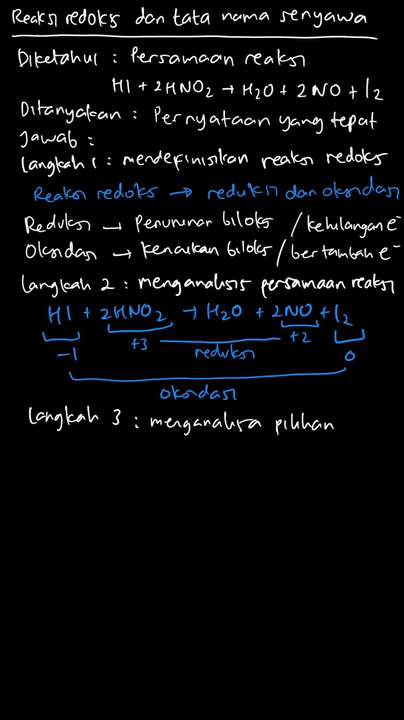 Reaksi redoks dan tata nama senyawa
Diketahui : Persamaan reaksi
HI + 2HNO₂ → H₂O + 2NO + I₂
Ditanyakan : Pernyataan yang tepat
Jawab :
Langkah 1 : mendefinisikan reaksi redoks
Reaksi redoks → reduksi dan oksidasi
Reduksi → Penurunan biloks / kehilangan e⁻
Oksidasi → kenaikan biloks / bertambah e⁻
Langkah 2 : menganalisis persamaan reaksi
HI + 2HNO₂ → H₂O + 2NO + I₂
+3 reduksi +2
-1 0
oksidasi
Langkah 3 : menganalisa pilihan